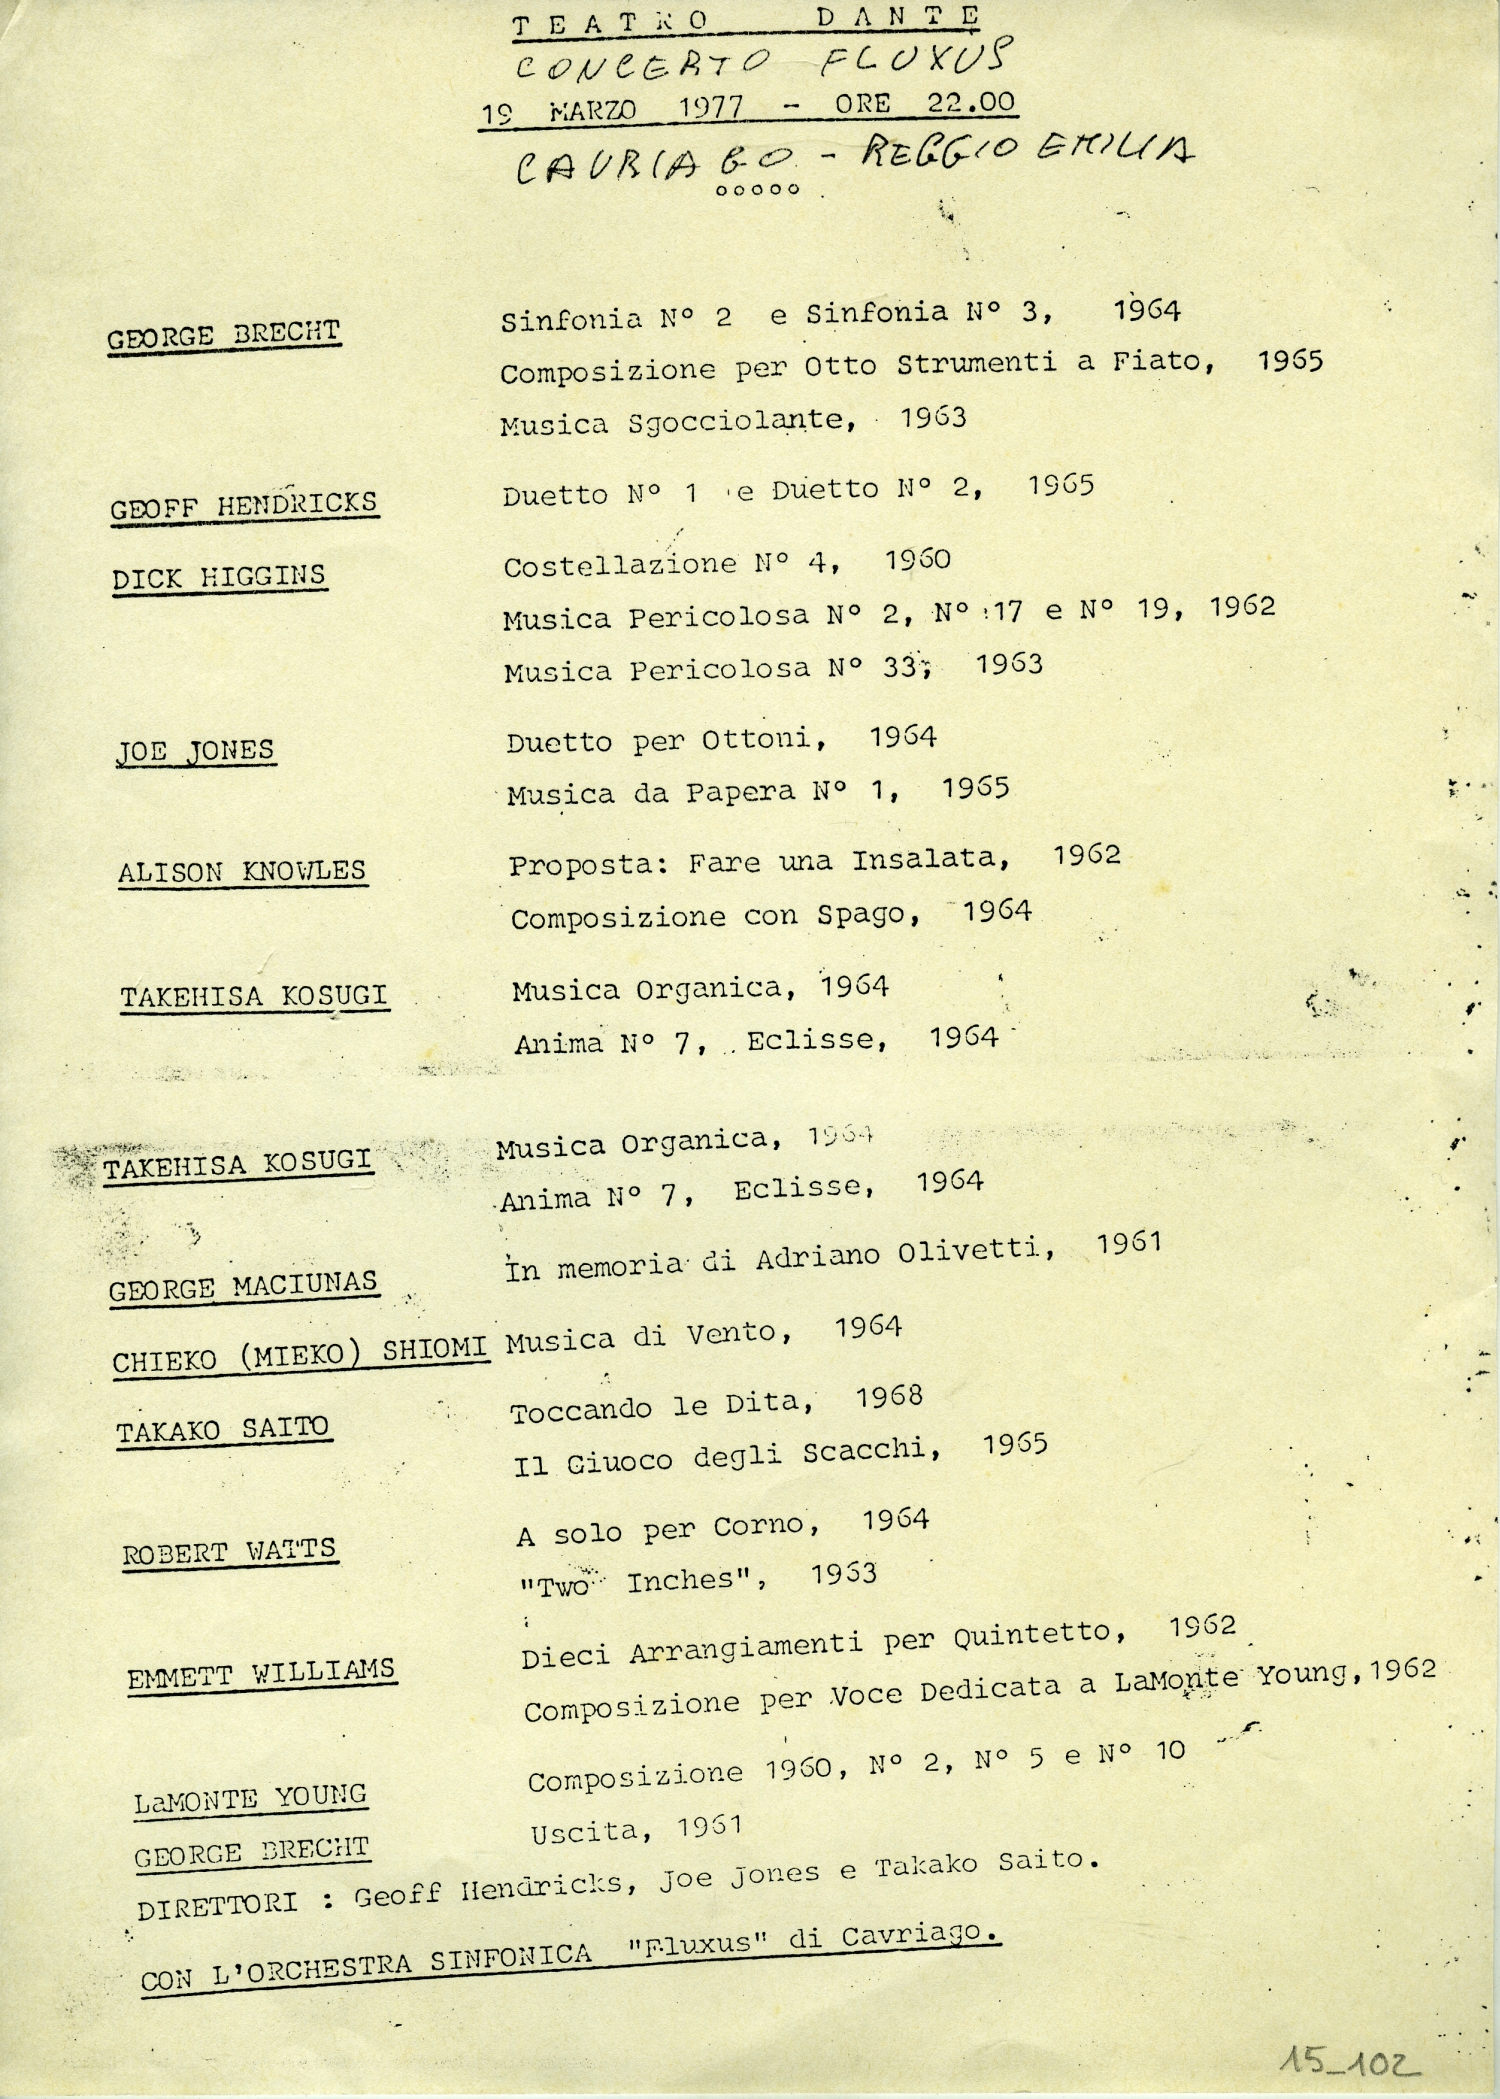 TEATRO DANTE
CONCERTO FLUXUS
19 MARZO 1977 - ORE 22.00
CAVRIAGO - REGGIO EMILIA
ooooo
GEORGE BRECHT Sinfonia N° 2 e Sinfonia N° 3, 1964
Composizione per Otto Strumenti a Fiato, 1965
Musica Sgocciolante, 1963
GEOFF HENDRICKS Duetto N° 1 e Duetto N° 2, 1965
DICK HIGGINS Costellazione N° 4, 1960
Musica Pericolosa N° 2, N° 17 e N° 19, 1962
Musica Pericolosa N° 33, 1963
JOE JONES Duetto per Ottoni, 1964
Musica da Papera N° 1, 1965
ALISON KNOWLES Proposta: Fare una Insalata, 1962
Composizione con Spago, 1964
TAKEHISA KOSUGI Musica Organica, 1964
Anima N° 7, Eclisse, 1964
TAKEHISA KOSUGI Musica Organica, 1964
Anima N° 7, Eclisse, 1964
GEORGE MACIUNAS In memoria di Adriano Olivetti, 1961
CHIEKO (MIEKO) SHIOMI Musica di Vento, 1964
TAKAKO SAITO Toccando le Dita, 1968
Il Giuoco degli Scacchi, 1965
ROBERT WATTS A solo per Corno, 1964
"Two Inches", 1963
EMMETT WILLIAMS Dieci Arrangiamenti per Quintetto, 1962
Composizione per Voce Dedicata a LaMonte Young, 1962
LaMONTE YOUNG Composizione 1960, N° 2, N° 5 e N° 10
GEORGE BRECHT Uscita, 1961
DIRETTORI : Geoff Hendricks, Joe Jones e Takako Saito.
CON L'ORCHESTRA SINFONICA "Fluxus" di Cavriago.
15_102